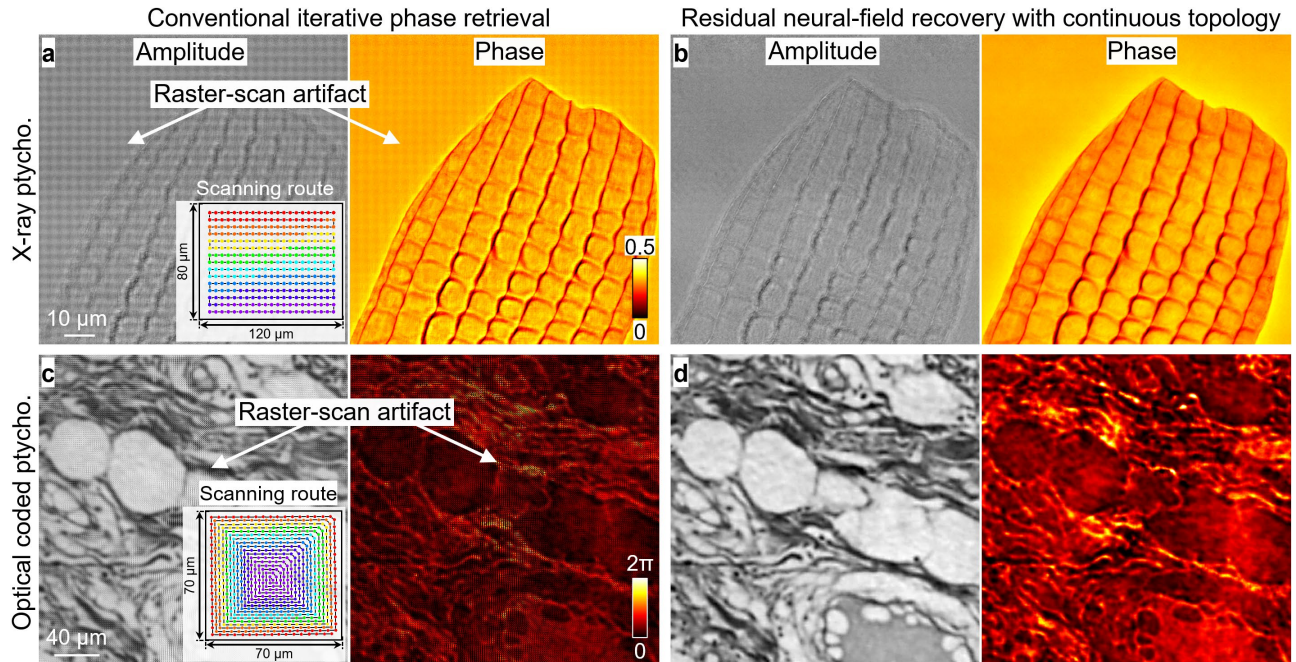 Conventional iterative phase retrieval
Residual neural-field recovery with continuous topology
X-ray ptycho.
a
Amplitude
Phase
Raster-scan artifact
Scanning route
80 µm
120 µm
10 µm
0.5
0
b
Amplitude
Phase
Optical coded ptycho.
c
Raster-scan artifact
Scanning route
70 µm
70 µm
40 µm
2π
0
d